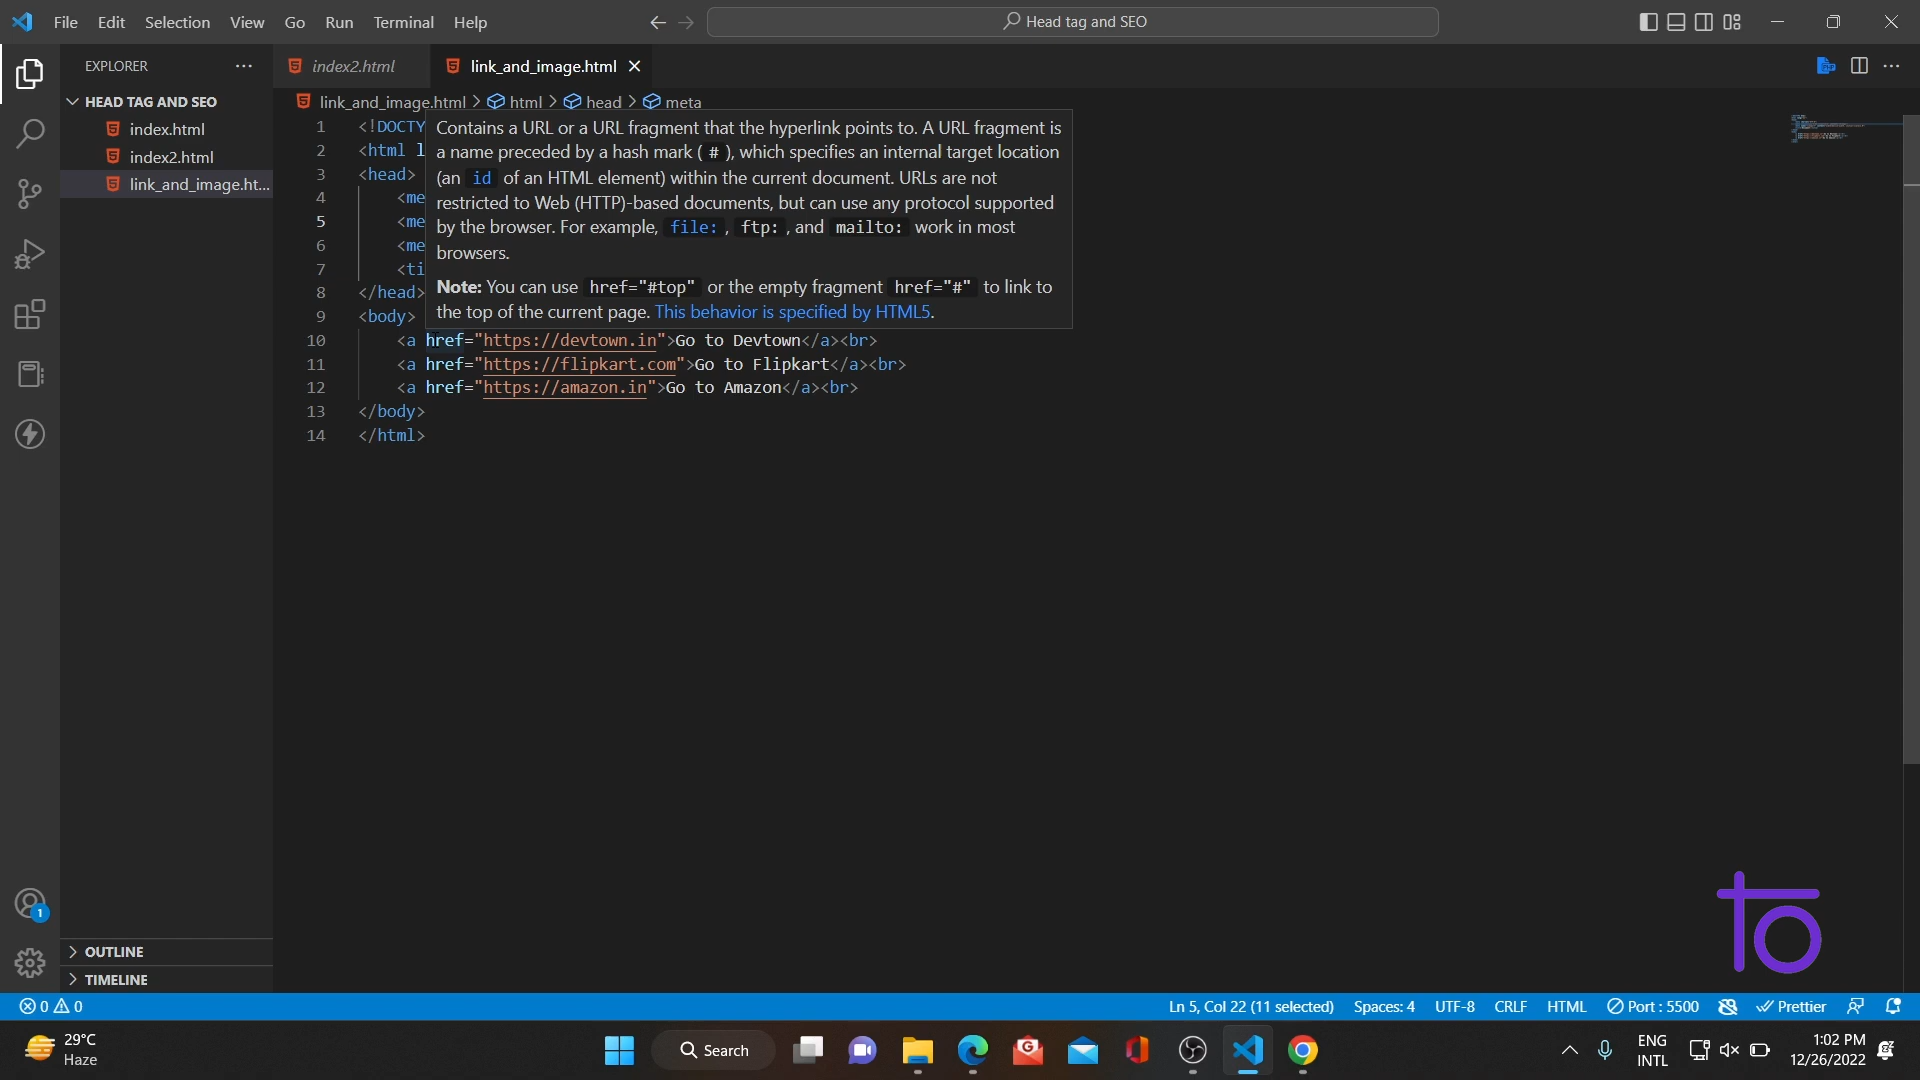 File Edit Selection View Go Run Terminal Help
Head tag and SEO
EXPLORER
HEAD TAG AND SEO
index.html
index2.html
link_and_image.ht...
OUTLINE
TIMELINE
index2.html
link_and_image.html
link_and_image.html > html > head > meta
1 <!DOCTY
2 <html l
3 <head>
4 <me
5 <me
6 <me
7 <ti
8 </head>
9 <body>
Contains a URL or a URL fragment that the hyperlink points to. A URL fragment is
a name preceded by a hash mark ( # ), which specifies an internal target location
(an id of an HTML element) within the current document. URLs are not
restricted to Web (HTTP)-based documents, but can use any protocol supported
by the browser. For example, file: , ftp: , and mailto: work in most
browsers.
Note: You can use href="#top" or the empty fragment href="#" to link to
the top of the current page. This behavior is specified by HTML5.
10 <a href="https://devtown.in">Go to Devtown</a><br>
11 <a href="https://flipkart.com">Go to Flipkart</a><br>
12 <a href="https://amazon.in">Go to Amazon</a><br>
13 </body>
14 </html>
1
0 0
Ln 5, Col 22 (11 selected) Spaces: 4 UTF-8 CRLF HTML Port : 5500 Prettier
29°C
Haze
Search
ENG
INTL
1:02 PM
12/26/2022